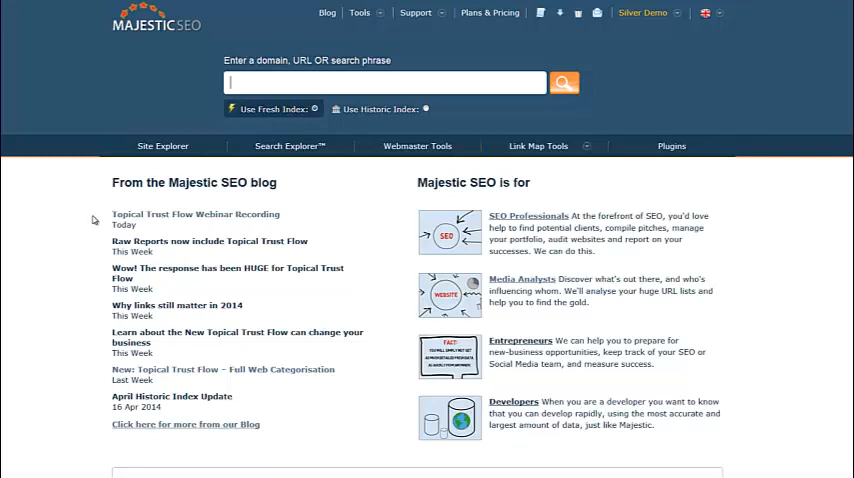 MAJESTIC SEO
Blog Tools Support Plans & Pricing Silver Demo
Enter a domain, URL OR search phrase
Use Fresh Index: Use Historic Index:
Site Explorer Search Explorer™ Webmaster Tools Link Map Tools Plugins
From the Majestic SEO blog
Topical Trust Flow Webinar Recording
Today
Raw Reports now include Topical Trust Flow
This Week
Wow! The response has been HUGE for Topical Trust
Flow
This Week
Why links still matter in 2014
This Week
Learn about the New Topical Trust Flow can change your
business
This Week
New: Topical Trust Flow – Full Web Categorisation
Last Week
April Historic Index Update
16 Apr 2014
Click here for more from our Blog
Majestic SEO is for
SEO
SEO Professionals At the forefront of SEO, you'd love
help to find potential clients, compile pitches, manage
your portfolio, audit websites and report on your
successes. We can do this.
WEBSITE
Media Analysts Discover what's out there, and who's
influencing whom. We'll analyse your huge URL lists and
help you to find the gold.
FACT:
Entrepreneurs We can help you to prepare for
new-business opportunities, keep track of your SEO or
Social Media team, and measure success.
Developers When you are a developer you want to know
that you can develop rapidly, using the most accurate and
largest amount of data, just like Majestic.